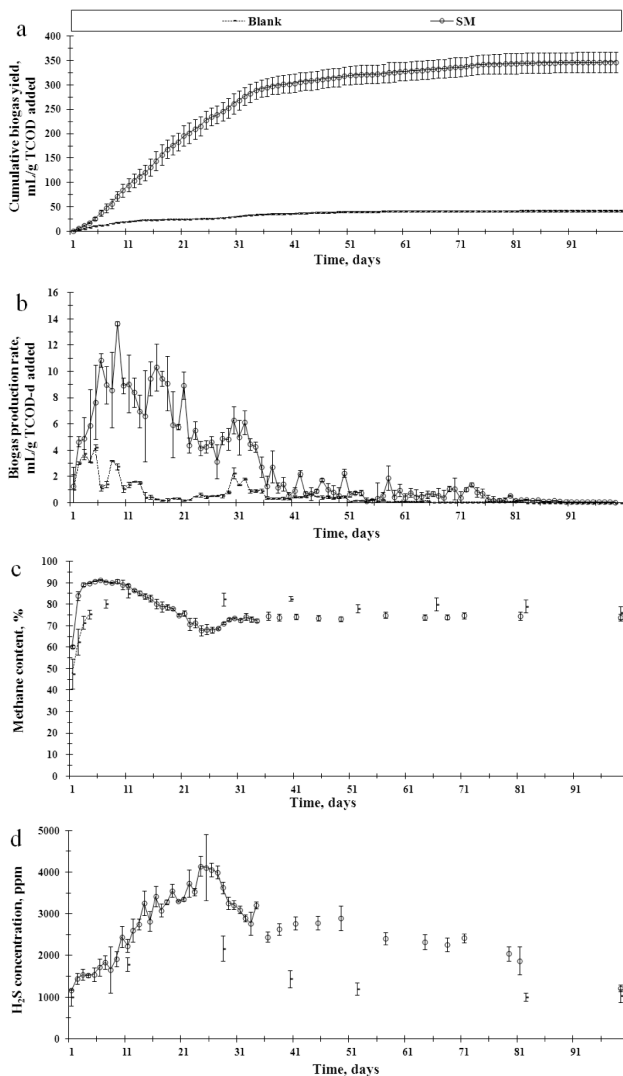 Blank SM
a
Cumulative biogas yield,
mL/g TCOD added
400
350
300
250
200
150
100
50
0
1 11 21 31 41 51 61 71 81 91
Time, days
b
Biogas production rate,
mL/g TCOD-d added
16
14
12
10
8
6
4
2
0
1 11 21 31 41 51 61 71 81 91
Time, days
c
Methane content, %
100
90
80
70
60
50
40
30
20
10
0
1 11 21 31 41 51 61 71 81 91
Time, days
d
H₂S concentration, ppm
5000
4000
3000
2000
1000
0
1 11 21 31 41 51 61 71 81 91
Time, days